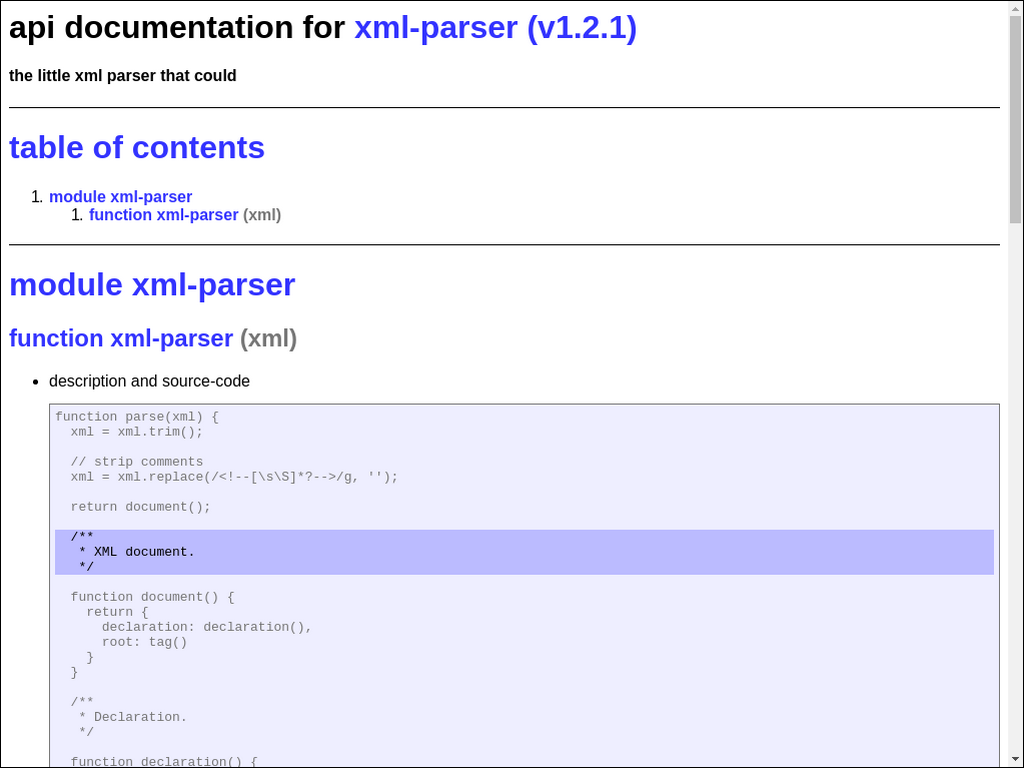 api documentation for xml-parser (v1.2.1)
the little xml parser that could
table of contents
1. module xml-parser
1. function xml-parser (xml)
module xml-parser
function xml-parser (xml)
• description and source-code
function parse(xml) {
  xml = xml.trim();
  // strip comments
  xml = xml.replace(/<!--[\s\S]*?-->/g, '');
  return document();
  /**
   * XML document.
   */
  function document() {
    return {
      declaration: declaration(),
      root: tag()
    }
  }
  /**
   * Declaration.
   */
  function declaration() {